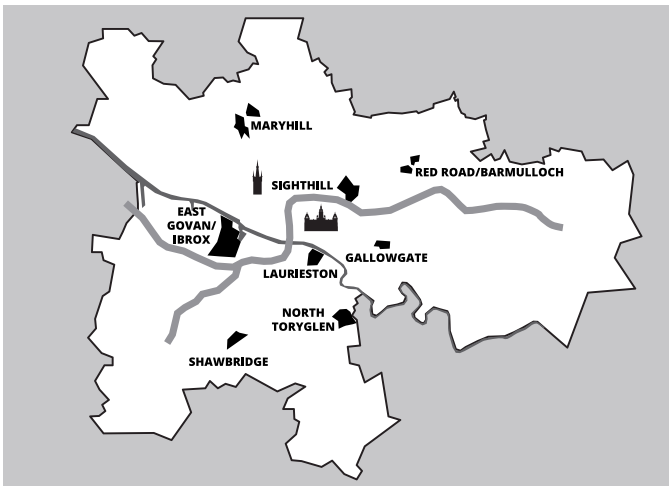 MARYHILL
RED ROAD/BARMULLOCH
SIGHTHILL
EAST
GOVAN/
IBROX
GALLOWGATE
LAURIESTON
NORTH
TORYGLEN
SHAWBRIDGE